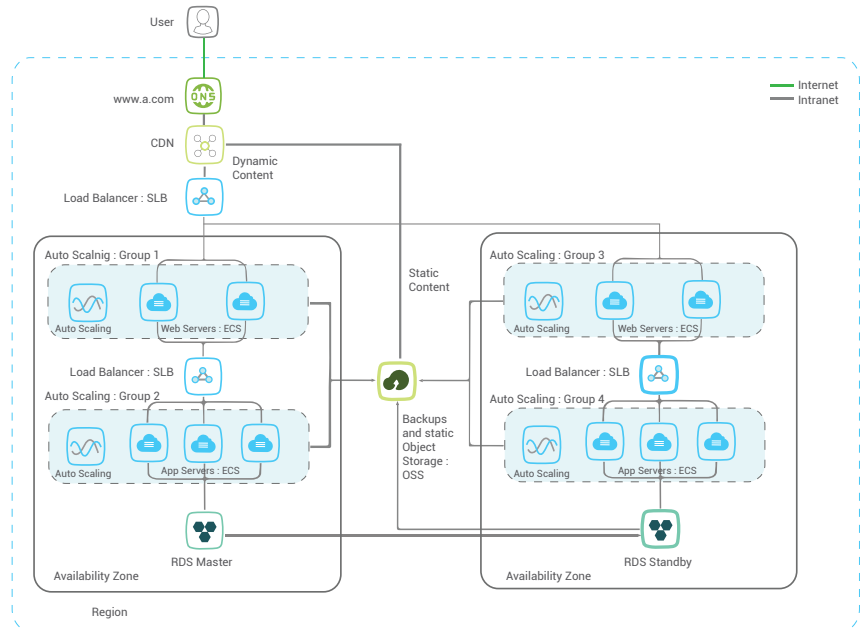 User
www.a.com
ONS
Internet
Intranet
CDN
Dynamic
Content
Load Balancer : SLB
Auto Scalnig : Group 1
Auto Scaling
Web Servers : ECS
Load Balancer : SLB
Auto Scaling : Group 2
Auto Scaling
App Servers : ECS
RDS Master
Availability Zone
Static
Content
Backups
and static
Object
Storage :
OSS
Auto Scaling : Group 3
Auto Scaling
Web Servers : ECS
Load Balancer : SLB
Auto Scaling : Group 4
Auto Scaling
App Servers : ECS
RDS Standby
Availability Zone
Region